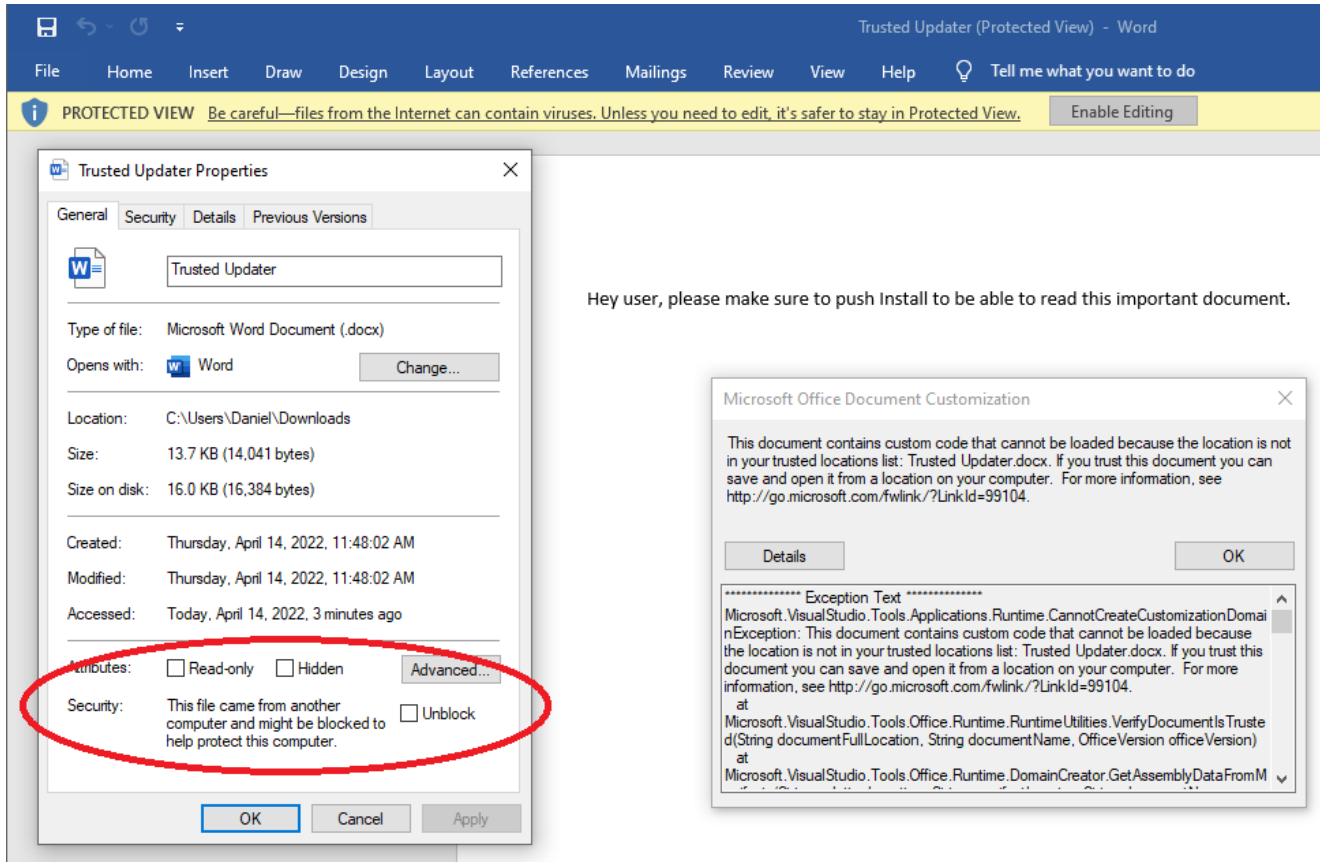 Trusted Updater (Protected View) - Word
File Home Insert Draw Design Layout References Mailings Review View Help Tell me what you want to do
PROTECTED VIEW Be careful—files from the Internet can contain viruses. Unless you need to edit, it's safer to stay in Protected View. Enable Editing
Trusted Updater Properties
General Security Details Previous Versions
Trusted Updater
Type of file: Microsoft Word Document (.docx)
Opens with: Word Change...
Location: C:\Users\Daniel\Downloads
Size: 13.7 KB (14,041 bytes)
Size on disk: 16.0 KB (16,384 bytes)
Created: Thursday, April 14, 2022, 11:48:02 AM
Modified: Thursday, April 14, 2022, 11:48:02 AM
Accessed: Today, April 14, 2022, 3 minutes ago
Attributes: Read-only Hidden Advanced...
Security: This file came from another
computer and might be blocked to
help protect this computer.
Unblock
OK Cancel Apply
Hey user, please make sure to push Install to be able to read this important document.
Microsoft Office Document Customization
This document contains custom code that cannot be loaded because the location is not
in your trusted locations list: Trusted Updater.docx. If you trust this document you can
save and open it from a location on your computer. For more information, see
http://go.microsoft.com/fwlink/?LinkId=99104.
Details OK
************** Exception Text **************
Microsoft.VisualStudio.Tools.Applications.Runtime.CannotCreateCustomizationDomai
nException: This document contains custom code that cannot be loaded because
the location is not in your trusted locations list: Trusted Updater.docx. If you trust this
document you can save and open it from a location on your computer. For more
information, see http://go.microsoft.com/fwlink/?LinkId=99104.
at
Microsoft.VisualStudio.Tools.Office.Runtime.RuntimeUtilities.VerifyDocumentIsTruste
d(String documentFullLocation, String documentName, OfficeVersion officeVersion)
at
Microsoft.VisualStudio.Tools.Office.Runtime.DomainCreator.GetAssemblyDataFromM